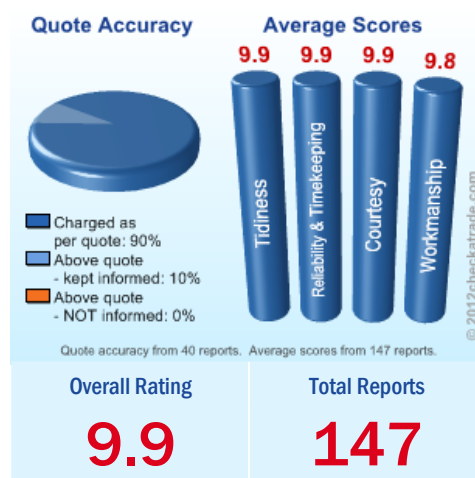 Quote Accuracy
Average Scores
9.9 9.9 9.9 9.8
Tidiness
Reliability & Timekeeping
Courtesy
Workmanship
Charged as
per quote: 90%
Above quote
- kept informed: 10%
Above quote
- NOT informed: 0%
© 2012checkatrade.com
Quote accuracy from 40 reports. Average scores from 147 reports.
Overall Rating
9.9
Total Reports
147